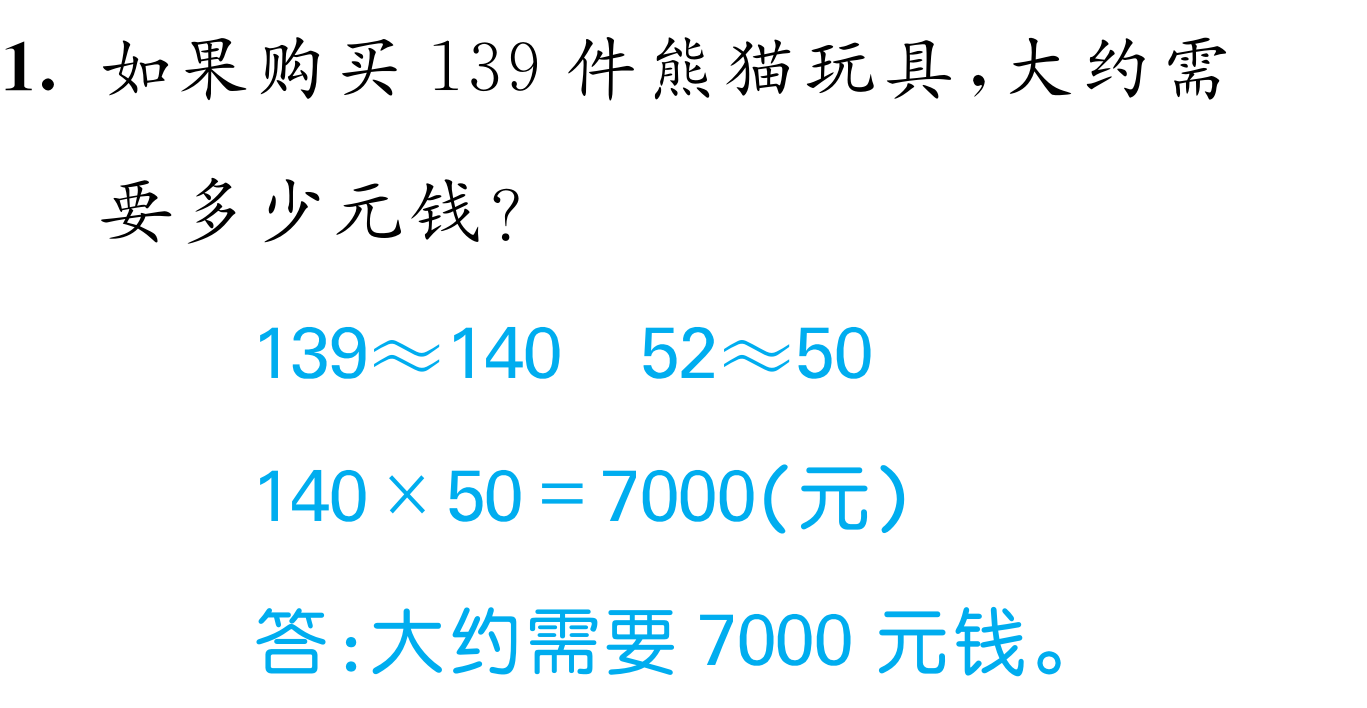 1. 如果购买 139 件熊猫玩具,大约需
要多少元钱?
139≈140 52≈50
140×50=7000(元)
答:大约需要 7000 元钱。